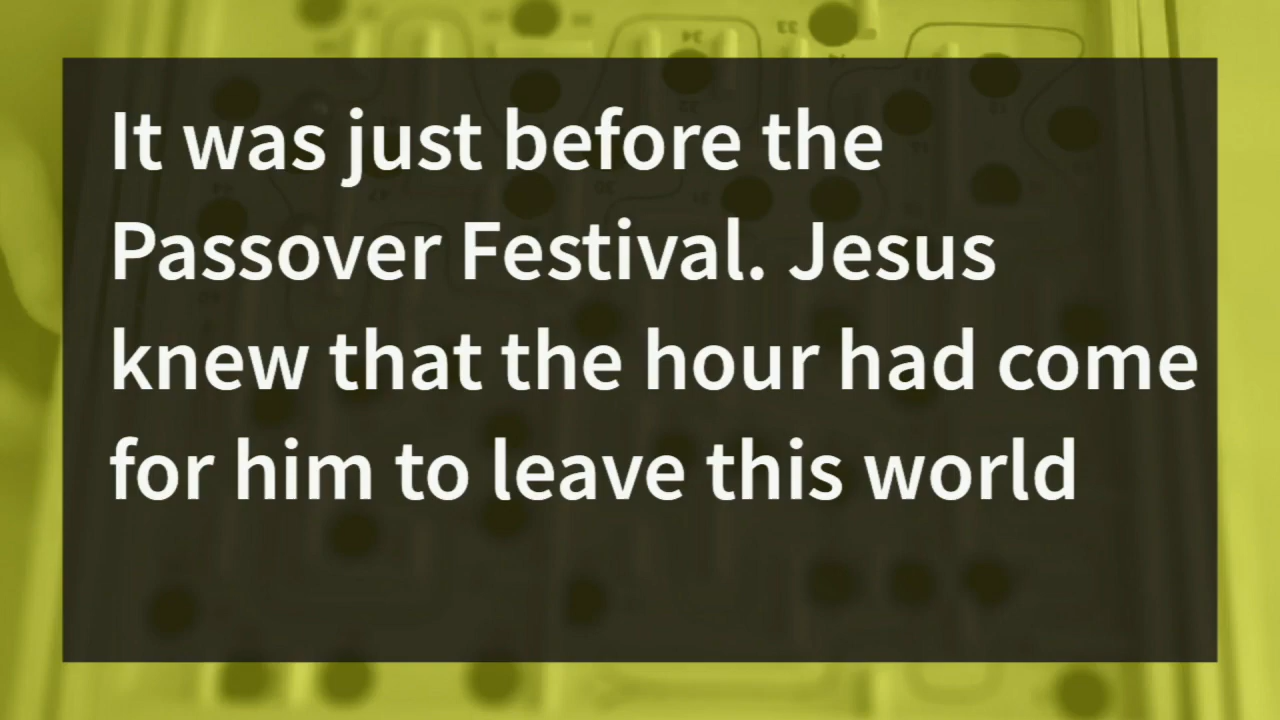 It was just before the
Passover Festival. Jesus
knew that the hour had come
for him to leave this world